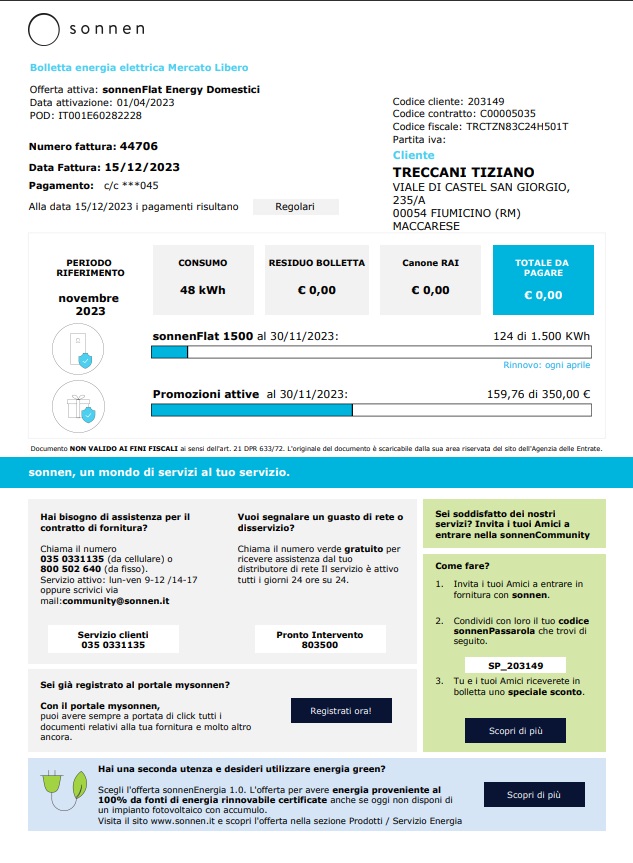 sonnen
Bolletta energia elettrica Mercato Libero
Offerta attiva: sonnenFlat Energy Domestici
Data attivazione: 01/04/2023
POD: IT001E60282228
Numero fattura: 44706
Data Fattura: 15/12/2023
Pagamento: c/c ***045
Alla data 15/12/2023 i pagamenti risultano Regolari
Codice cliente: 203149
Codice contratto: C00005035
Codice fiscale: TRCTZN83C24H501T
Partita iva:
Cliente
TRECCANI TIZIANO
VIALE DI CASTEL SAN GIORGIO,
235/A
00054 FIUMICINO (RM)
MACCARESE
PERIODO
RIFERIMENTO
novembre
2023
CONSUMO
48 kWh
RESIDUO BOLLETTA
€ 0,00
Canone RAI
€ 0,00
TOTALE DA
PAGARE
€ 0,00
sonnenFlat 1500 al 30/11/2023: 124 di 1.500 KWh
Rinnovo: ogni aprile
Promozioni attive al 30/11/2023: 159,76 di 350,00 €
Documento NON VALIDO AI FINI FISCALI ai sensi dell'art. 21 DPR 633/72. L'originale del documento è scaricabile dalla sua area riservata del sito dell'Agenzia delle Entrate.
sonnen, un mondo di servizi al tuo servizio.
Hai bisogno di assistenza per il
contratto di fornitura?
Chiama il numero
035 0331135 (da cellulare) o
800 502 640 (da fisso).
Servizio attivo: lun-ven 9-12 /14-17
oppure scrivici via
mail:community@sonnen.it
Servizio clienti
035 0331135
Vuoi segnalare un guasto di rete o
disservizio?
Chiama il numero verde gratuito per
ricevere assistenza dal tuo
distributore di rete Il servizio è attivo
tutti i giorni 24 ore su 24.
Pronto Intervento
803500
Sei soddisfatto dei nostri
servizi? Invita i tuoi Amici a
entrare nella sonnenCommunity
Come fare?
1. Invita i tuoi Amici a entrare in
fornitura con sonnen.
2. Condividi con loro il tuo codice
sonnenPassarola che trovi di
seguito.
SP_203149
3. Tu e i tuoi Amici riceverete in
bolletta uno speciale sconto.
Scopri di più
Sei già registrato al portale mysonnen?
Con il portale mysonnen,
puoi avere sempre a portata di click tutti i
documenti relativi alla tua fornitura e molto altro
ancora.
Registrati ora!
Hai una seconda utenza e desideri utilizzare energia green?
Scegli l'offerta sonnenEnergia 1.0. L'offerta per avere energia proveniente al
100% da fonti di energia rinnovabile certificate anche se oggi non disponi di
un impianto fotovoltaico con accumulo.
Visita il sito www.sonnen.it e scopri l'offerta nella sezione Prodotti / Servizio Energia
Scopri di più